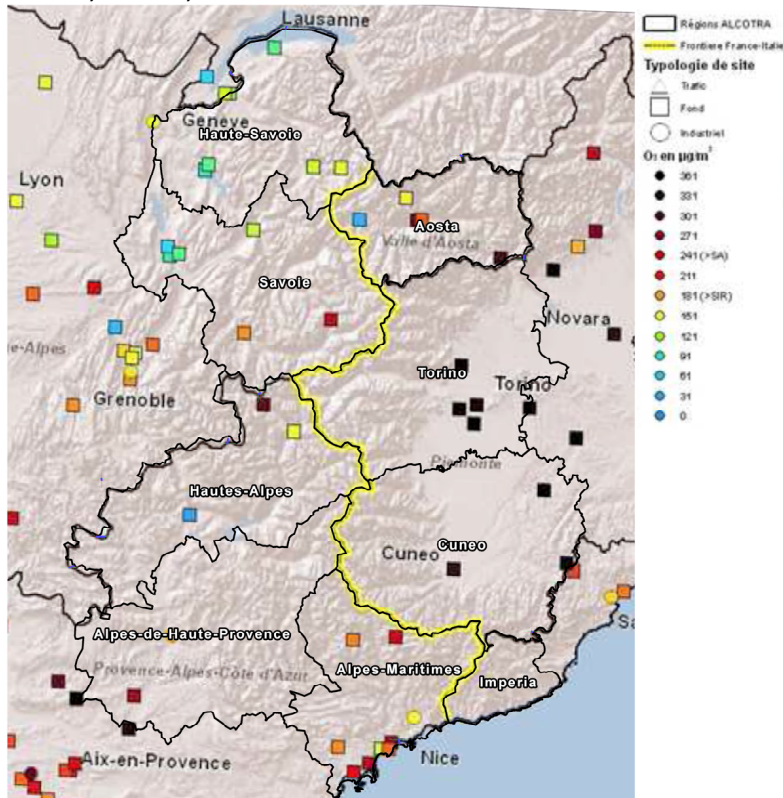 Lausanne
Genève
Haute-Savoie
Lyon
Aosta
Valle d'Aosta
Savoie
Novara
ne-Alpes
Torino
Torino
Grenoble
Piemonte
Hautes-Alpes
Cuneo
Cuneo
Alpes-de-Haute-Provence
Provence-Alpes-Côte d'Azur
Alpes-Maritimes
Imperia
Sa
Aix-en-Provence
Nice
Régions ALCOTRA
Frontiere France-Italie
Typologie de site
Trafic
Fond
Industriel
O₃ en µg/m³
361
331
301
271
241 (>SA)
211
181 (>SIR)
151
121
91
61
31
0